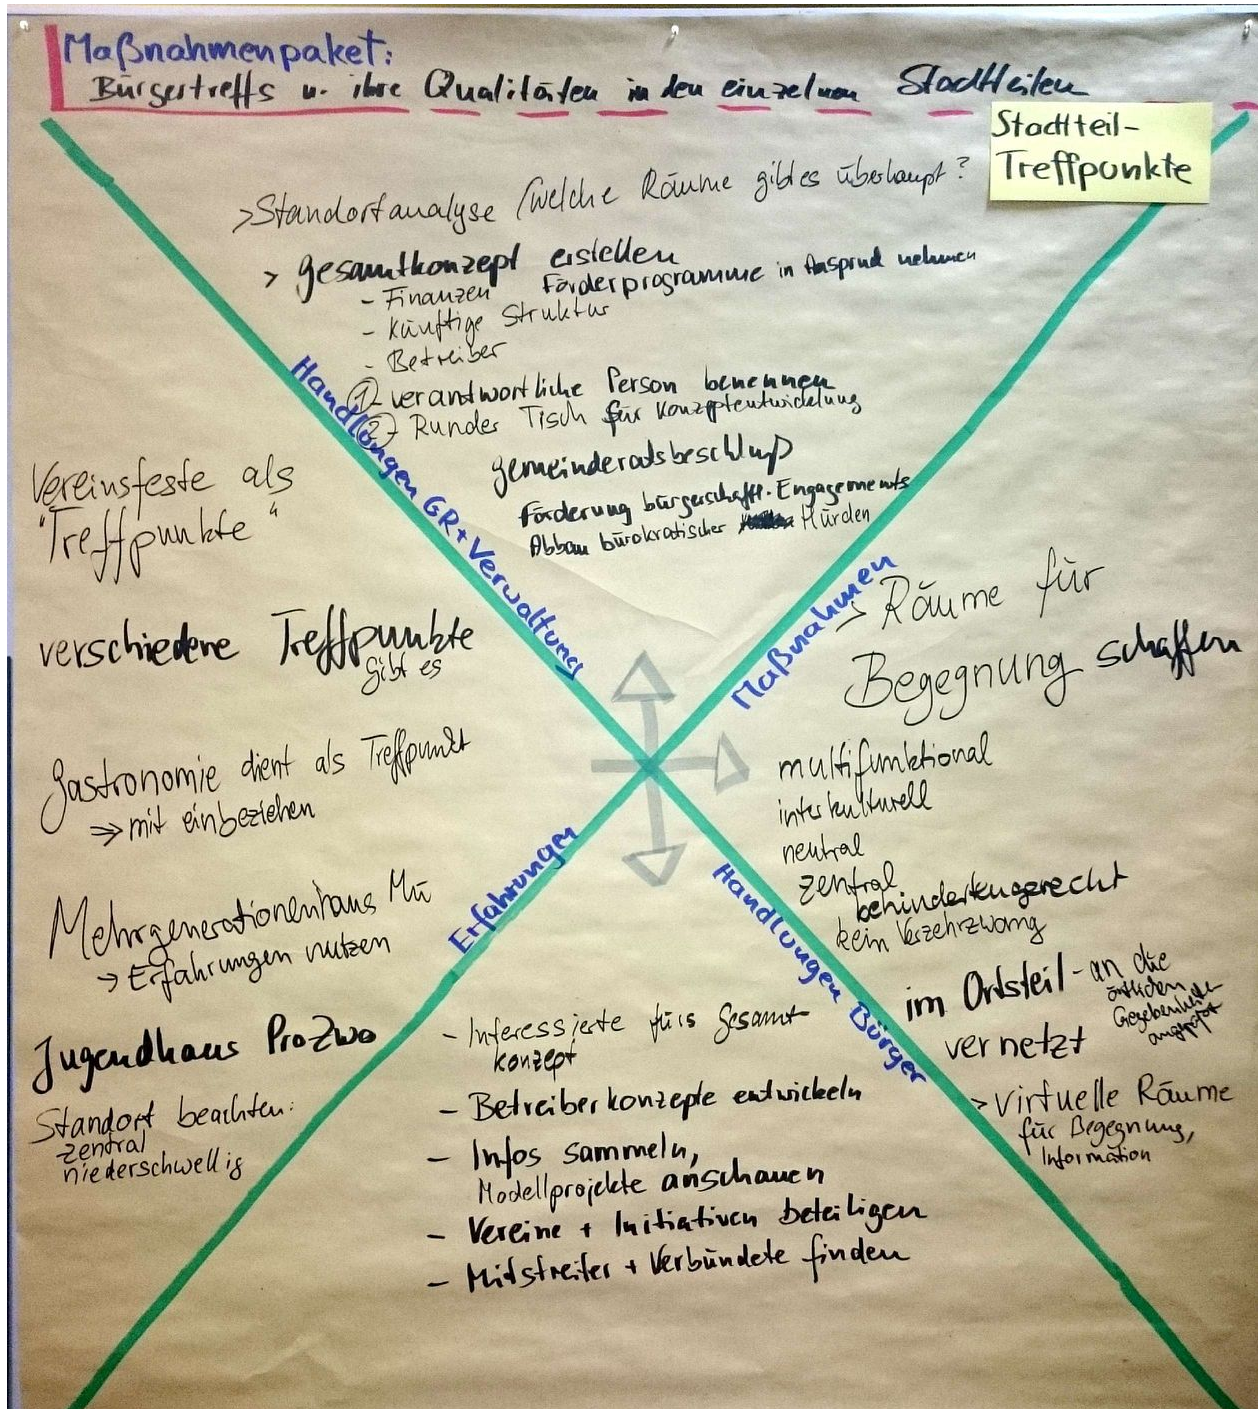 Maßnahmenpaket:
Bürgertreffs u. ihre Qualitäten in den einzelnen Stadtteilen
Stadtteil-
Treffpunkte
> Standortanalyse (welche Räume gibt es überhaupt?
> Gesamtkonzept erstellen
- Finanzen Förderprogramme in Anspruch nehmen
- künftige Struktur
- Betreiber
1 - verantwortliche Person benennen
2 - Runder Tisch für Konzeptentwicklung
Gemeinderatsbeschluß
Förderung bürgerschaftl. Engagements
Abbau bürokratischer Hürden
Handlungen GR + Verwaltung
Vereinsfeste als
"Treffpunkte"
verschiedene Treffpunkte
gibt es
Gastronomie dient als Treffpunkt
=> mit einbeziehen
Mehrgenerationenhaus Mü
-> Erfahrungen nutzen
Jugendhaus ProZwo
Standort beachten:
zentral
niederschwellig
Erfahrungen
Maßnahmen
> Räume für
Begegnung schaffen
multifunktional
interkulturell
neutral
zentral
behindertengerecht
kein Verzehrzwang
im Ortsteil - an die
örtlichen
Gegebenheiten
angepaßt
vernetzt
> Virtuelle Räume
für Begegnung,
Information
Handlungen Bürger
- Interessierte fürs Gesamt-
konzept
- Betreiberkonzepte entwickeln
- Infos sammeln,
Modellprojekte anschauen
- Vereine + Initiativen beteiligen
- Mitstreiter + Verbündete finden